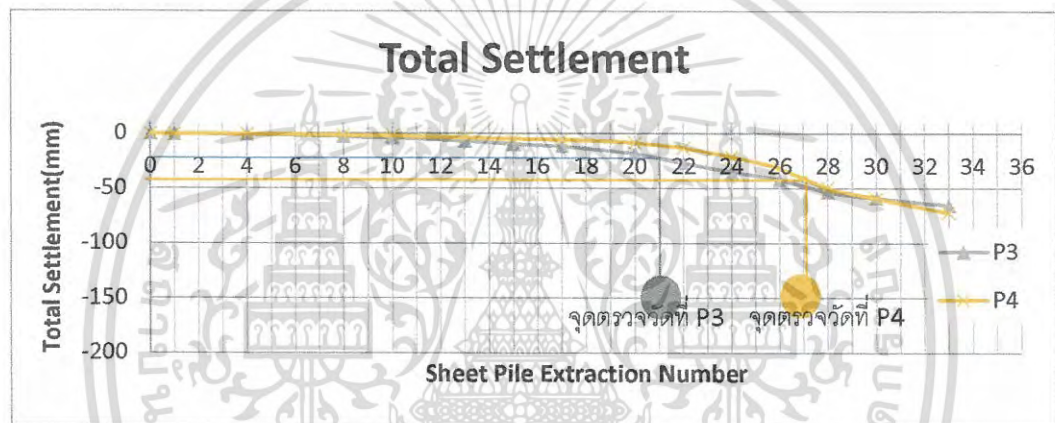 Total Settlement
Total Settlement(mm)
0
-50
-100
-150
-200
0 2 4 6 8 10 12 14 16 18 20 22 24 26 28 30 32 34 36
P3
P4
จุดตรวจวัดที่ P3 จุดตรวจวัดที่ P4
Sheet Pile Extraction Number